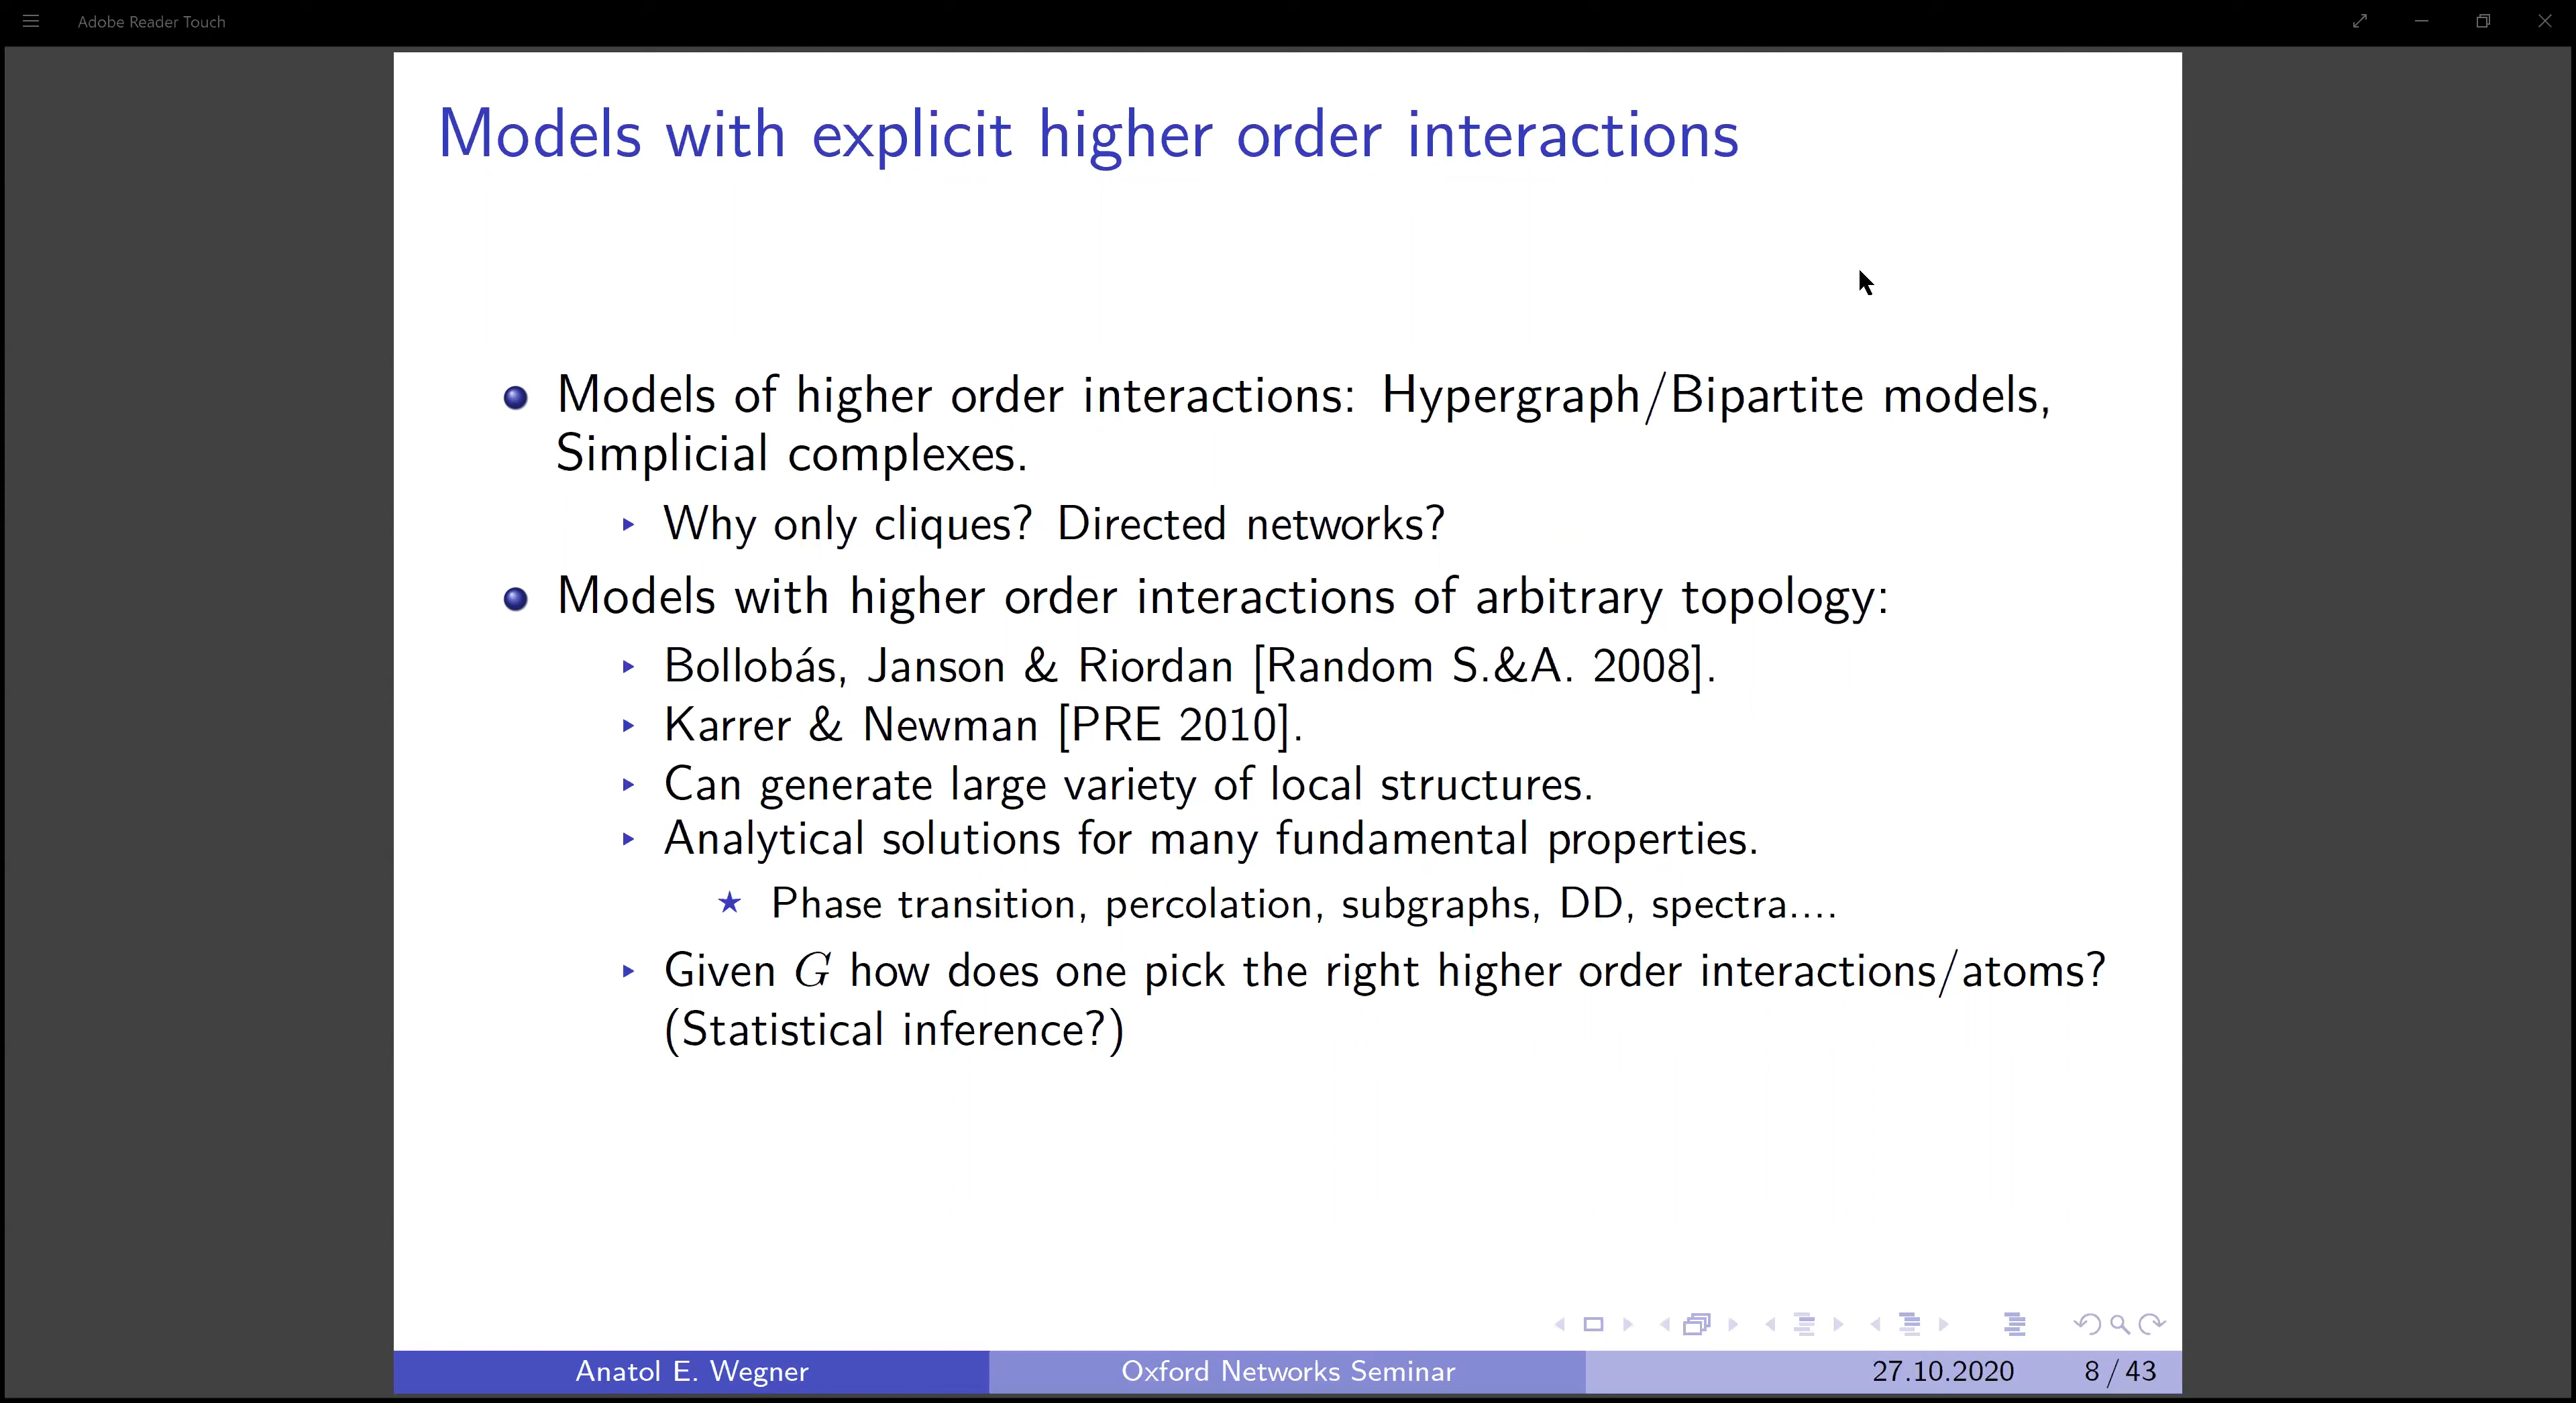 Adobe Reader Touch
Models with explicit higher order interactions
Models of higher order interactions: Hypergraph/Bipartite models,
Simplicial complexes.
Why only cliques? Directed networks?
Models with higher order interactions of arbitrary topology:
Bollobás, Janson & Riordan [Random S.&A. 2008].
Karrer & Newman [PRE 2010].
Can generate large variety of local structures.
Analytical solutions for many fundamental properties.
Phase transition, percolation, subgraphs, DD, spectra....
Given G how does one pick the right higher order interactions/atoms?
(Statistical inference?)
Anatol E. Wegner
Oxford Networks Seminar
27.10.2020
8 / 43